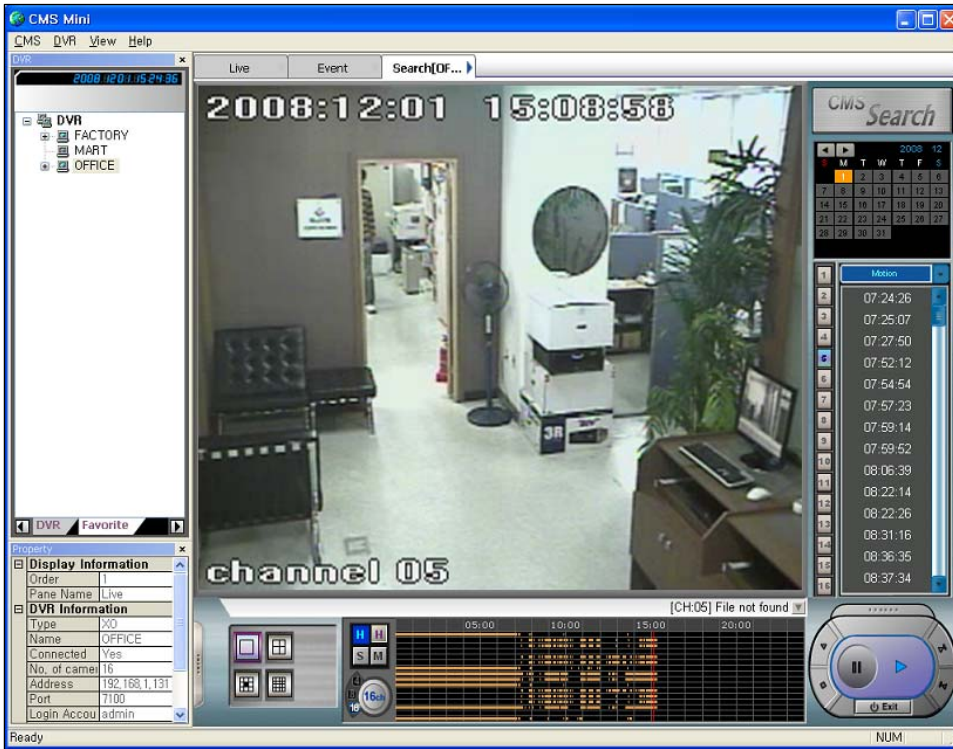 CMS Mini
CMS DVR View Help
DVR
2008:12:01:15:24:36
DVR
FACTORY
MART
OFFICE
DVR Favorite
Property
Display Information
Order 1
Pane Name Live
DVR Information
Type XO
Name OFFICE
Connected Yes
No. of camer 16
Address 192,168,1,131
Port 7100
Login Accou admin
Live Event Search[OF...
2008:12:01 15:08:58
3R
channel 05
[CH:05] File not found
05:00 10:00 15:00 20:00
H H
S M
16
16ch
CMS Search
2008 12
S M T W T F S
1 2 3 4 5 6
7 8 9 10 11 12 13
14 15 16 17 18 19 20
21 22 23 24 25 26 27
28 29 30 31
Motion
1
2
3
4
5
6
7
8
9
10
11
12
13
14
15
16
07:24:26
07:25:07
07:27:50
07:52:12
07:54:54
07:57:23
07:59:14
07:59:52
08:06:39
08:22:14
08:22:26
08:31:16
08:36:35
08:37:34
Exit
Ready
NUM